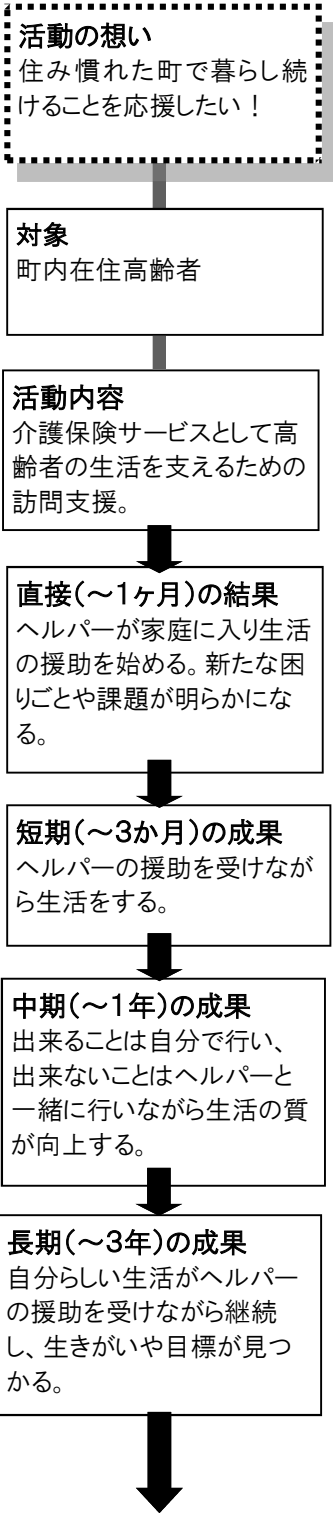 活動の想い
住み慣れた町で暮らし続
けることを応援したい！
対象
町内在住高齢者
活動内容
介護保険サービスとして高
齢者の生活を支えるための
訪問支援。
直接(～1ヶ月)の結果
ヘルパーが家庭に入り生活
の援助を始める。新たな困
りごとや課題が明らかにな
る。
短期(～3か月)の成果
ヘルパーの援助を受けなが
ら生活をする。
中期(～1年)の成果
出来ることは自分で行い、
出来ないことはヘルパーと
一緒に行いながら生活の質
が向上する。
長期(～3年)の成果
自分らしい生活がヘルパー
の援助を受けながら継続
し、生きがいや目標が見つ
かる。